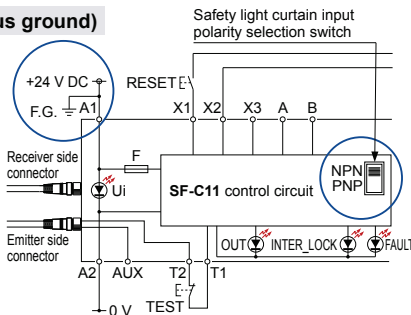 us ground)
Safety light curtain input
polarity selection switch
+24 V DC
RESET
F.G.
A1
X1
X2
X3
A
B
Receiver side
connector
F
Ui
SF-C11 control circuit
NPN
PNP
Emitter side
connector
OUT
INTER_LOCK
FAULT
A2
AUX
T2
T1
0 V
TEST